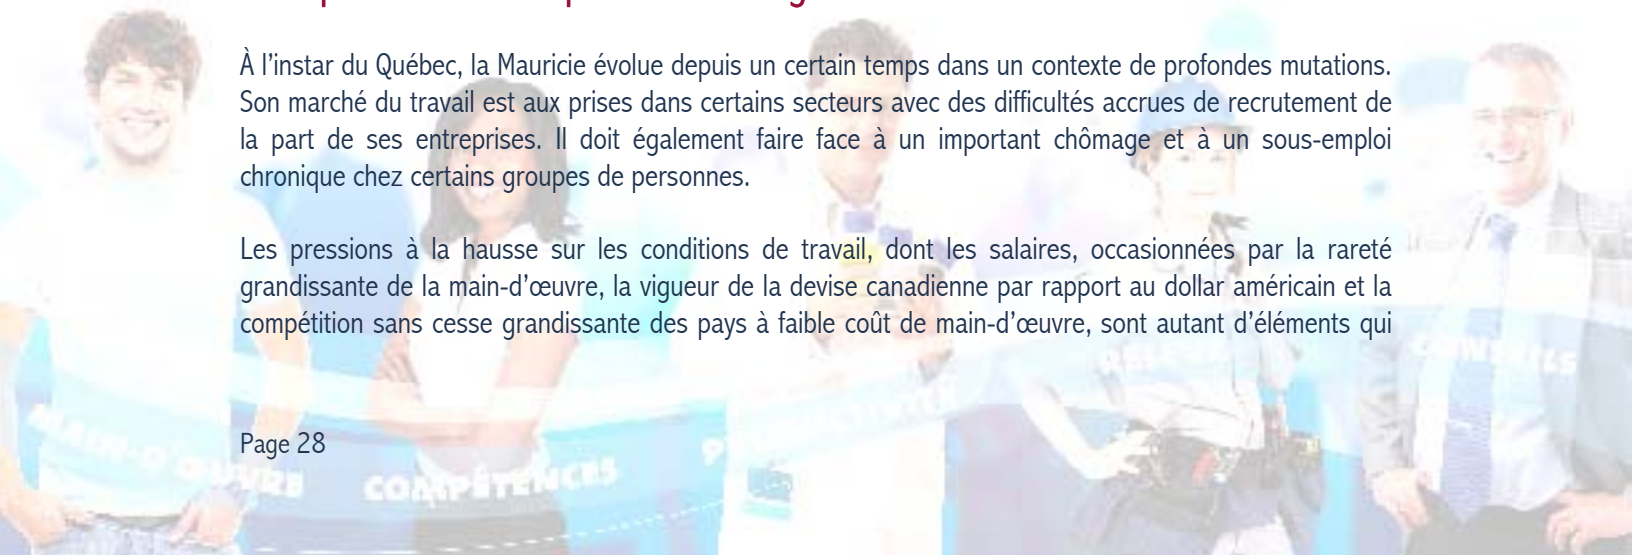 À l’instar du Québec, la Mauricie évolue depuis un certain temps dans un contexte de profondes mutations.
Son marché du travail est aux prises dans certains secteurs avec des difficultés accrues de recrutement de
la part de ses entreprises. Il doit également faire face à un important chômage et à un sous-emploi
chronique chez certains groupes de personnes.
Les pressions à la hausse sur les conditions de travail, dont les salaires, occasionnées par la rareté
grandissante de la main-d’œuvre, la vigueur de la devise canadienne par rapport au dollar américain et la
compétition sans cesse grandissante des pays à faible coût de main-d’œuvre, sont autant d’éléments qui
CONSEILS
Page 28
MAIN-D'ŒUVRE
COMPÉTENCES